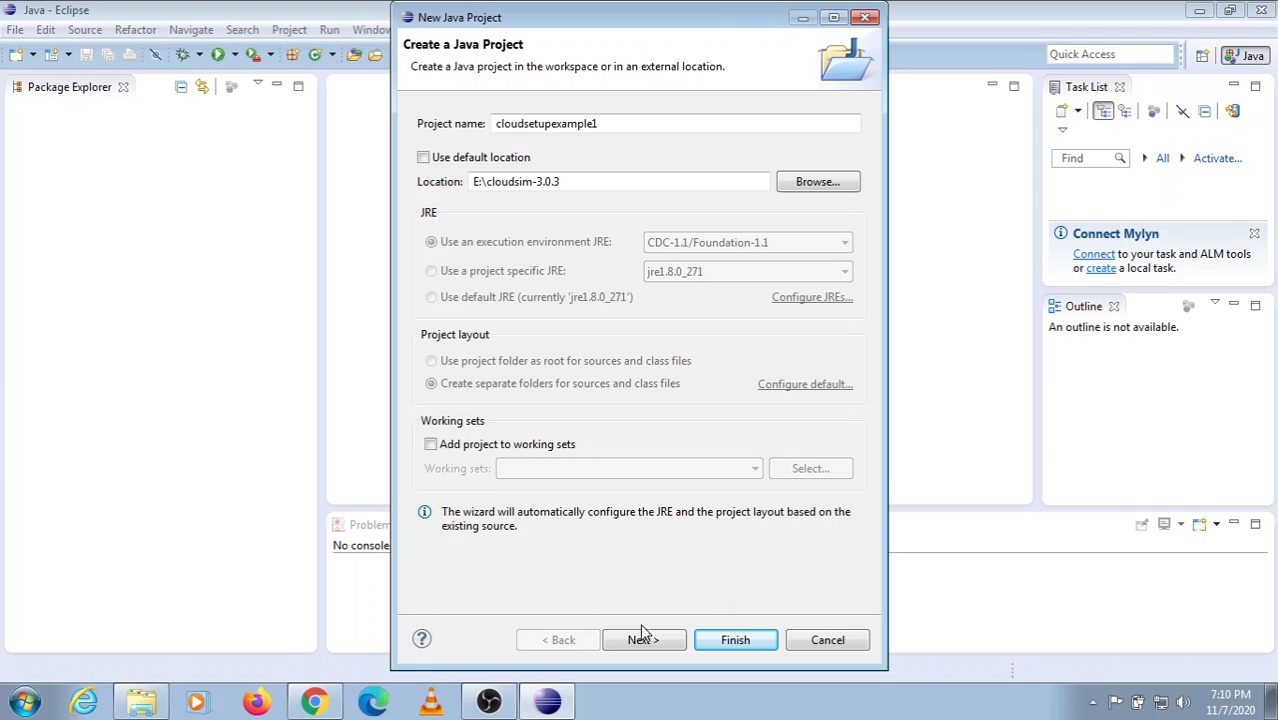 Java - Eclipse
New Java Project
File Edit Source Refactor Navigate Search Project Run Window
Create a Java Project
Create a Java project in the workspace or in an external location.
Quick Access
Java
Package Explorer
Task List
Project name: cloudsetupexample1
Use default location
Find All Activate...
Location: E:\cloudsim-3.0.3 Browse...
JRE
Use an execution environment JRE: CDC-1.1/Foundation-1.1
Use a project specific JRE: jre1.8.0_271
Use default JRE (currently 'jre1.8.0_271') Configure JREs...
Connect Mylyn
Connect to your task and ALM tools
or create a local task.
Outline
An outline is not available.
Project layout
Use project folder as root for sources and class files
Create separate folders for sources and class files Configure default...
Working sets
Add project to working sets
Working sets: Select...
The wizard will automatically configure the JRE and the project layout based on the
existing source.
Problem
No console
? < Back Next > Finish Cancel
7:10 PM
11/7/2020